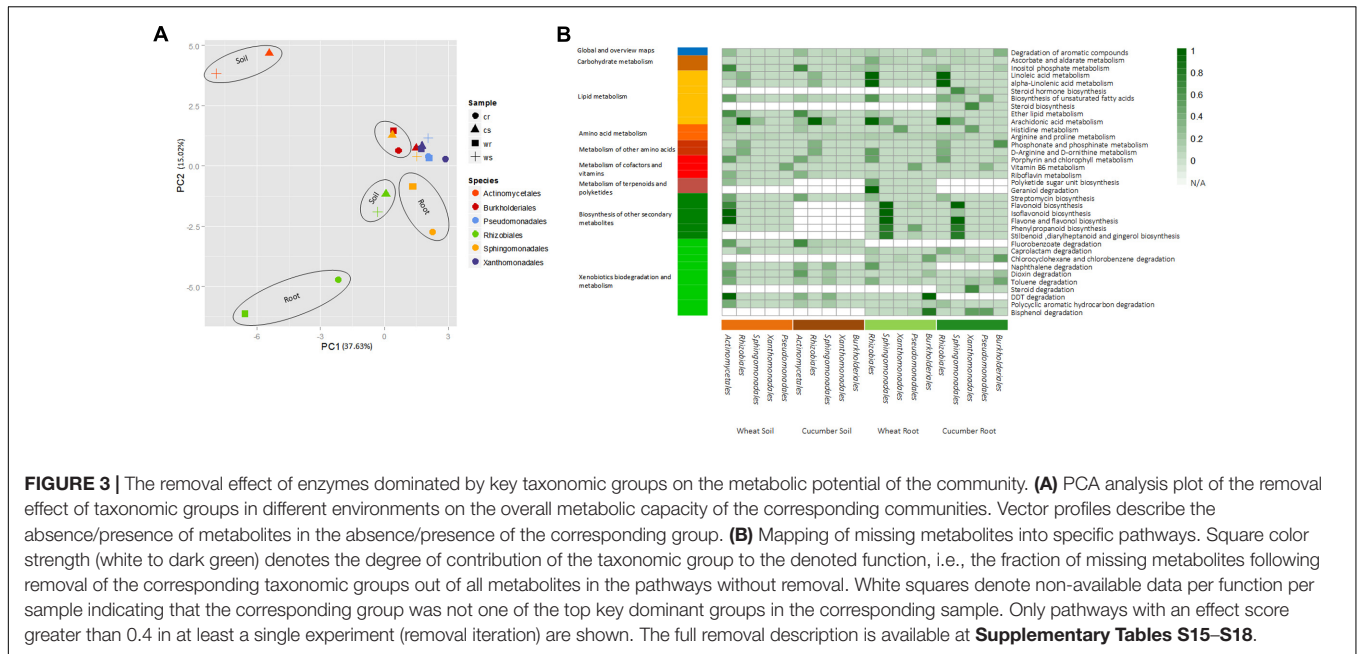 A
5.0
2.5
0.0
-2.5
-5.0
PC2 (15.02%)
-6
-3
0
3
PC1 (37.63%)
Soil
Soil
Root
Root
Sample
cr
cs
wr
ws
Species
Actinomycetales
Burkholderiales
Pseudomonadales
Rhizobiales
Sphingomonadales
Xanthomonadales
B
Global and overview maps
Carbohydrate metabolism
Lipid metabolism
Amino acid metabolism
Metabolism of other amino acids
Metabolism of cofactors and
vitamins
Metabolism of terpenoids and
polyketides
Biosynthesis of other secondary
metabolites
Xenobiotics biodegradation and
metabolism
Degradation of aromatic compounds
Ascorbate and aldarate metabolism
Inositol phosphate metabolism
Linoleic acid metabolism
alpha-Linolenic acid metabolism
Steroid hormone biosynthesis
Biosynthesis of unsaturated fatty acids
Steroid biosynthesis
Ether lipid metabolism
Arachidonic acid metabolism
Histidine metabolism
Arginine and proline metabolism
Phosphonate and phosphinate metabolism
D-Arginine and D-ornithine metabolism
Porphyrin and chlorophyll metabolism
Vitamin B6 metabolism
Riboflavin metabolism
Polyketide sugar unit biosynthesis
Geraniol degradation
Streptomycin biosynthesis
Flavonoid biosynthesis
Isoflavonoid biosynthesis
Flavone and flavonol biosynthesis
Phenylpropanoid biosynthesis
Stilbenoid ,diarylheptanoid and gingerol biosynthesis
Fluorobenzoate degradation
Caprolactam degradation
Chlorocyclohexane and chlorobenzene degradation
Naphthalene degradation
Dioxin degradation
Toluene degradation
Steroid degradation
DDT degradation
Polycyclic aromatic hydrocarbon degradation
Bisphenol degradation
1
0.8
0.6
0.4
0.2
0
N/A
Actinomycetales
Rhizobiales
Sphingomonadales
Xanthomonadales
Pseudomonadales
Actinomycetales
Rhizobiales
Sphingomonadales
Xanthomonadales
Burkholderiales
Rhizobiales
Sphingomonadales
Xanthomonadales
Pseudomonadales
Burkholderiales
Rhizobiales
Sphingomonadales
Xanthomonadales
Pseudomonadales
Burkholderiales
Wheat Soil
Cucumber Soil
Wheat Root
Cucumber Root
FIGURE 3 | The removal effect of enzymes dominated by key taxonomic groups on the metabolic potential of the community. (A) PCA analysis plot of the removal
effect of taxonomic groups in different environments on the overall metabolic capacity of the corresponding communities. Vector profiles describe the
absence/presence of metabolites in the absence/presence of the corresponding group. (B) Mapping of missing metabolites into specific pathways. Square color
strength (white to dark green) denotes the degree of contribution of the taxonomic group to the denoted function, i.e., the fraction of missing metabolites following
removal of the corresponding taxonomic groups out of all metabolites in the pathways without removal. White squares denote non-available data per function per
sample indicating that the corresponding group was not one of the top key dominant groups in the corresponding sample. Only pathways with an effect score
greater than 0.4 in at least a single experiment (removal iteration) are shown. The full removal description is available at Supplementary Tables S15–S18.